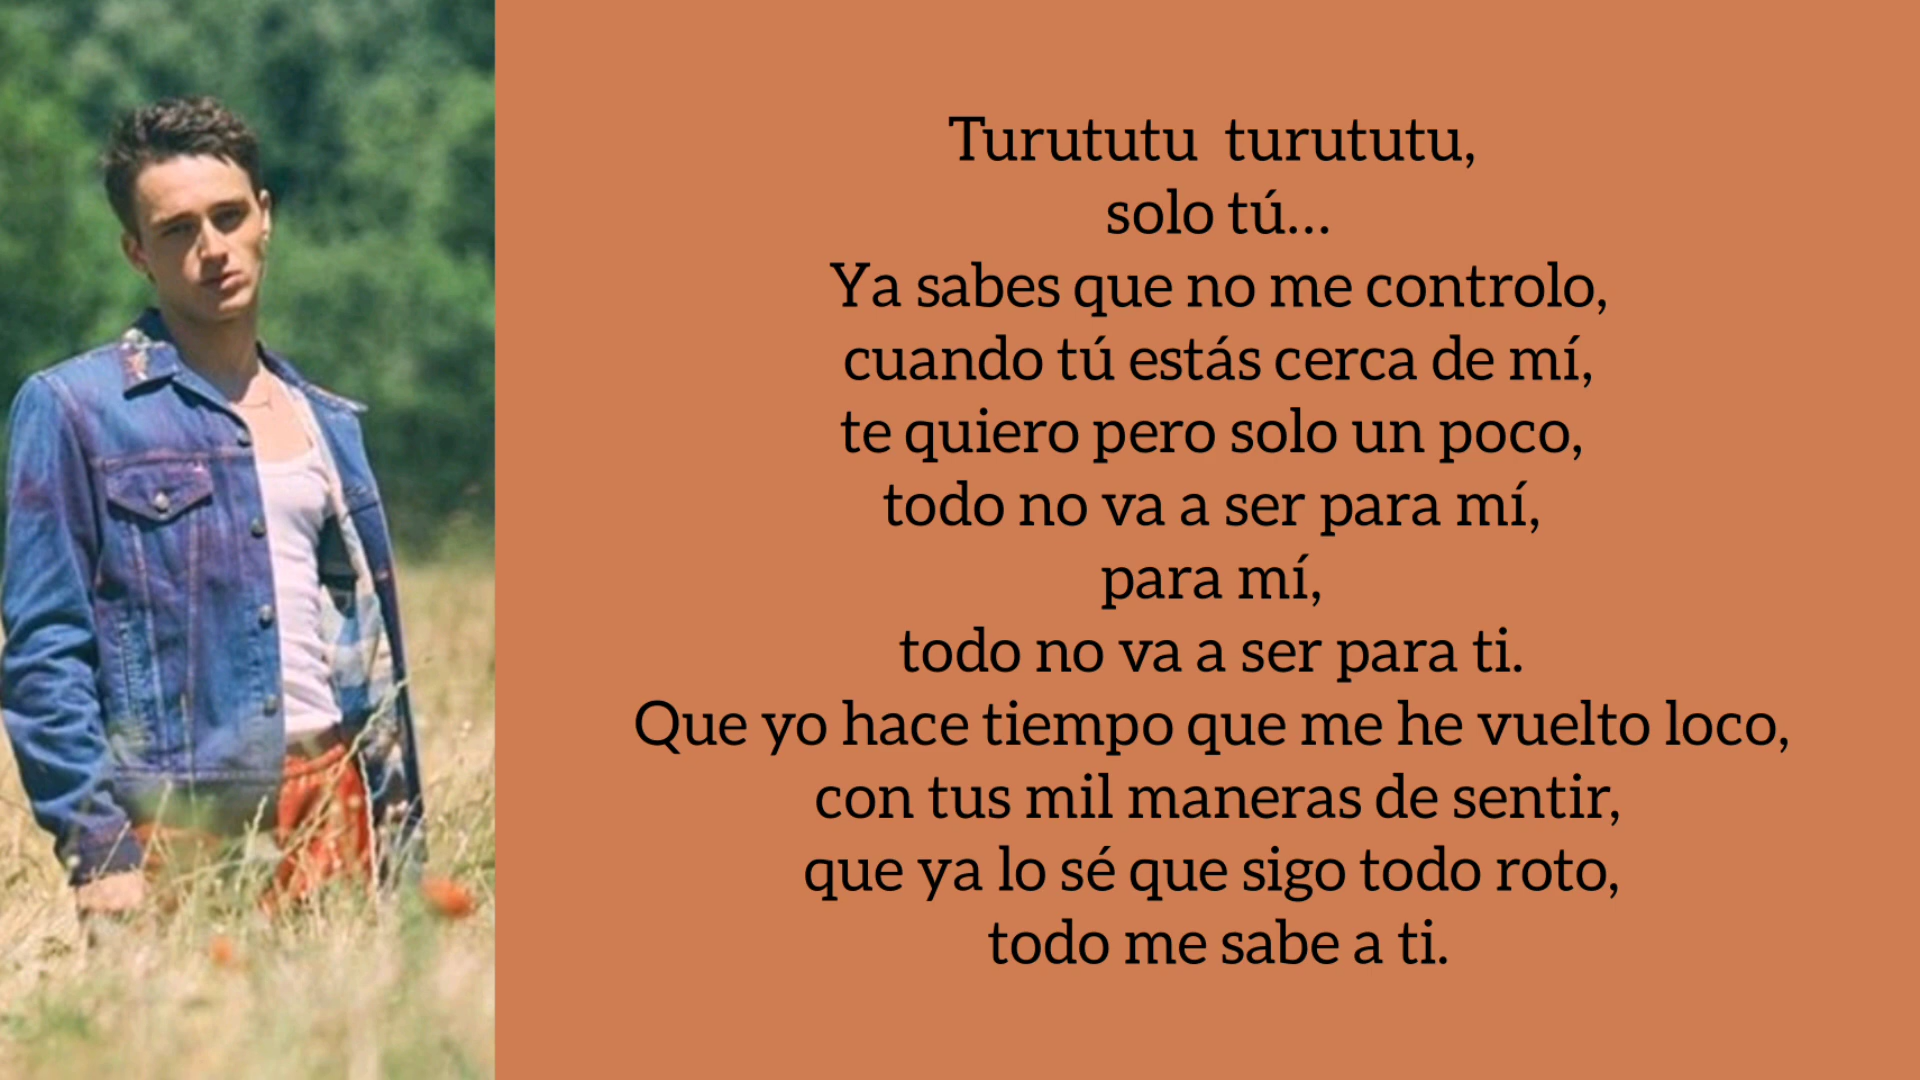 Turututu turututu,
solo tú...
Ya sabes que no me controlo,
cuando tú estás cerca de mí,
te quiero pero solo un poco,
todo no va a ser para mí,
para mí,
todo no va a ser para ti.
Que yo hace tiempo que me he vuelto loco,
con tus mil maneras de sentir,
que ya lo sé que sigo todo roto,
todo me sabe a ti.